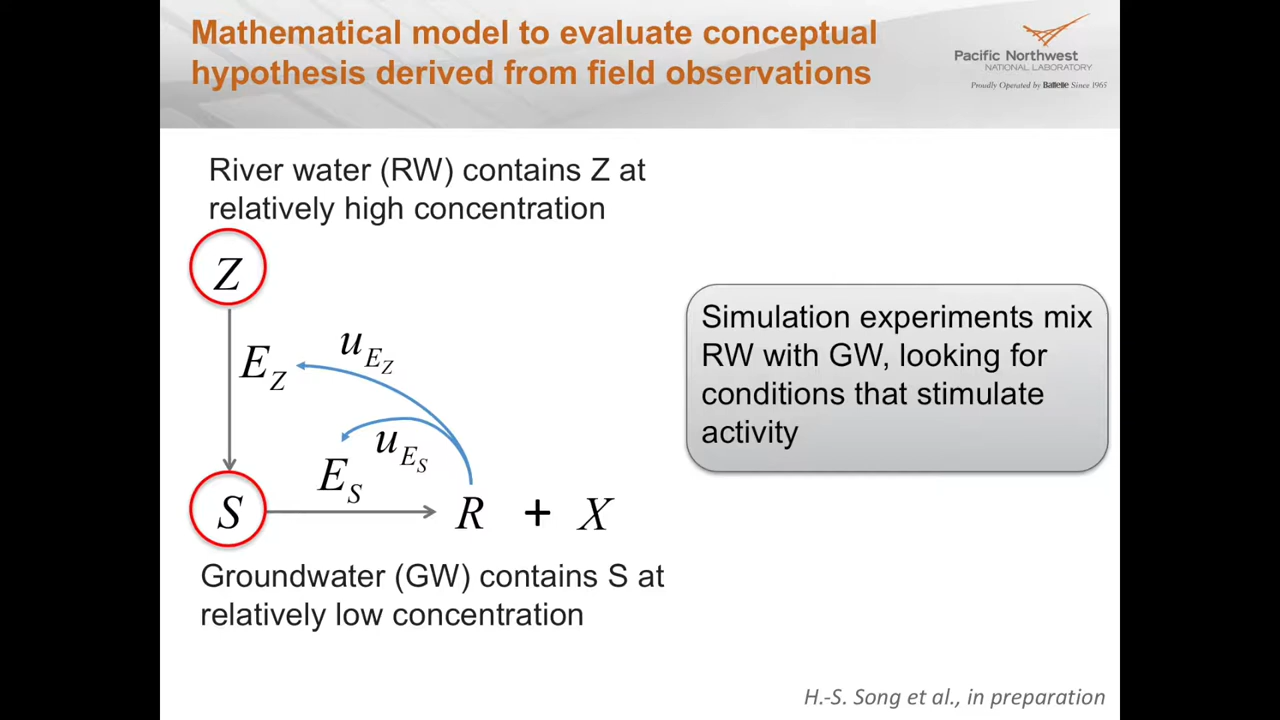 Mathematical model to evaluate conceptual
hypothesis derived from field observations
Pacific Northwest
NATIONAL LABORATORY
Proudly Operated by Battelle Since 1965
River water (RW) contains Z at
relatively high concentration
Z
E_Z
u_{E_Z}
u_{E_S}
E_S
S
R + X
Groundwater (GW) contains S at
relatively low concentration
Simulation experiments mix
RW with GW, looking for
conditions that stimulate
activity
H.-S. Song et al., in preparation